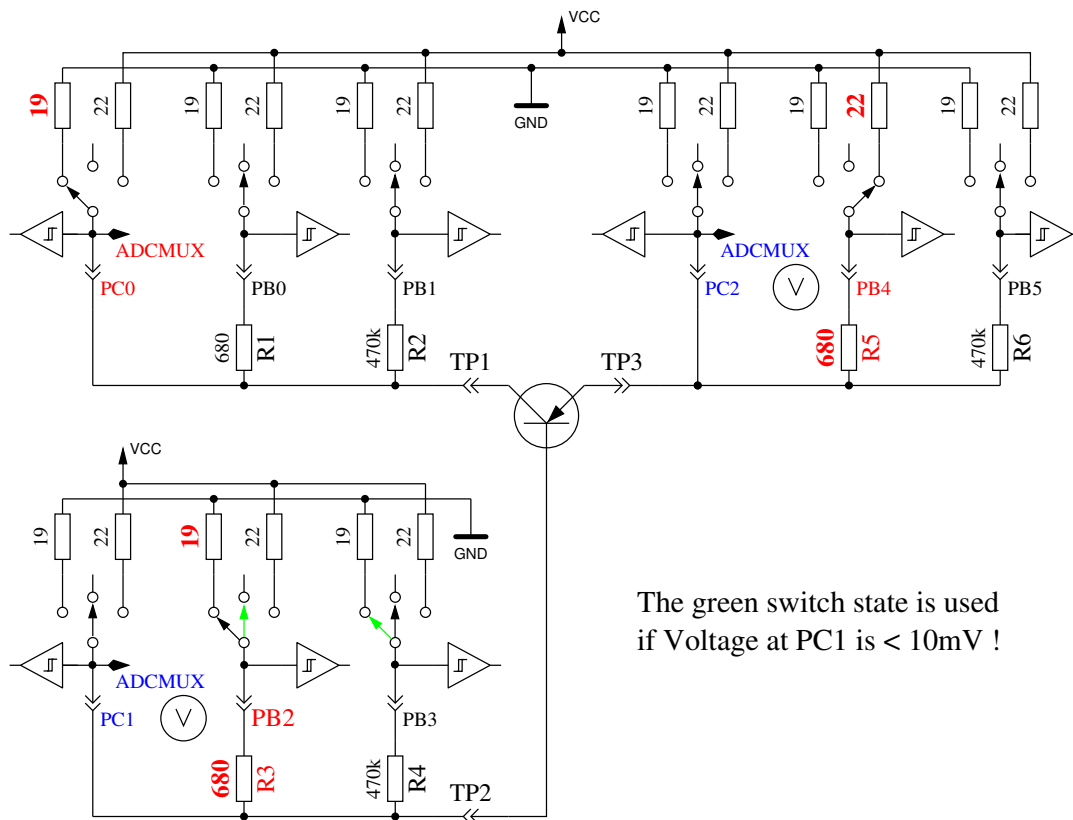 VCC
19
22
19
22
19
22
GND
19
22
19
22
19
22
ADCMUX
ADCMUX
PC0
PB0
PB1
PC2
V
PB4
PB5
680
R1
470k
R2
TP1
TP3
680
R5
470k
R6
VCC
19
22
19
22
19
22
GND
The green switch state is used
if Voltage at PC1 is < 10mV !
ADCMUX
PC1
V
PB2
PB3
680
R3
470k
R4
TP2